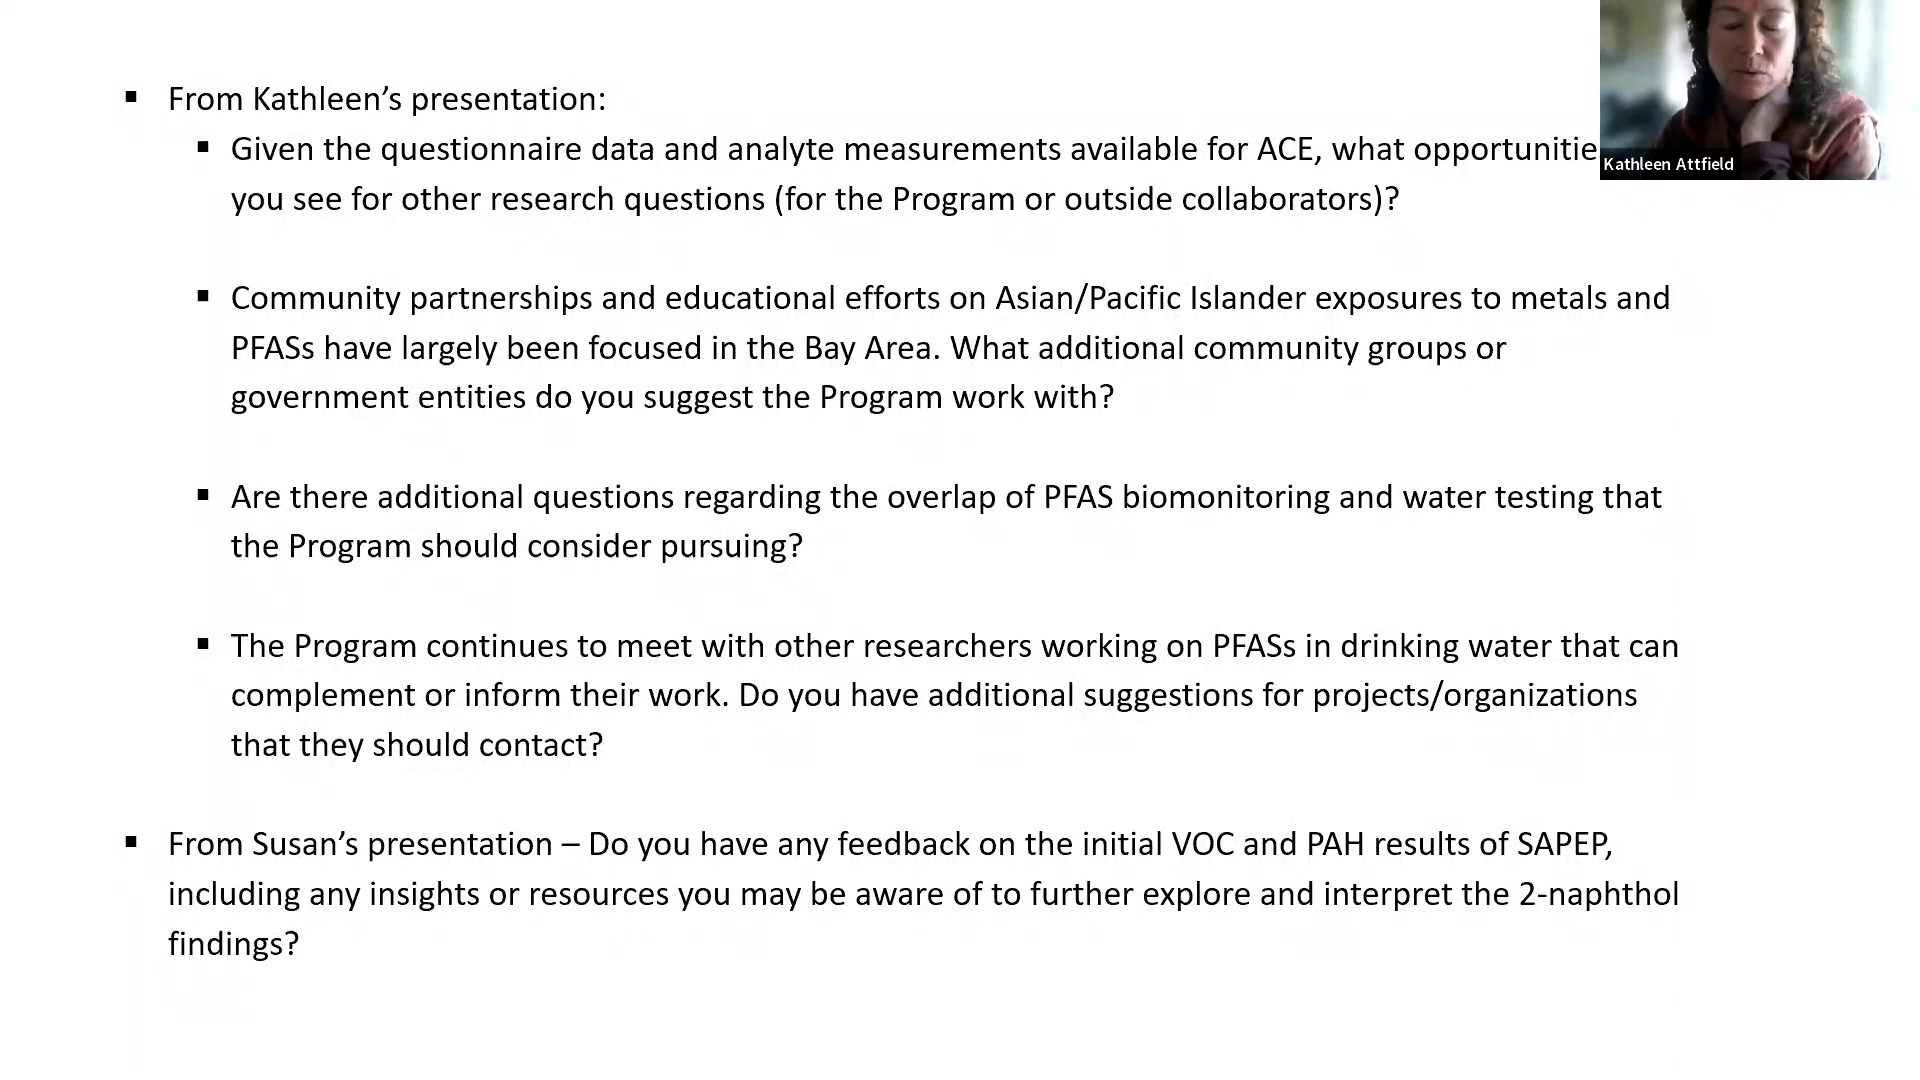 ▪ From Kathleen’s presentation:
▪ Given the questionnaire data and analyte measurements available for ACE, what opportunitie
you see for other research questions (for the Program or outside collaborators)?
▪ Community partnerships and educational efforts on Asian/Pacific Islander exposures to metals and
PFASs have largely been focused in the Bay Area. What additional community groups or
government entities do you suggest the Program work with?
▪ Are there additional questions regarding the overlap of PFAS biomonitoring and water testing that
the Program should consider pursuing?
▪ The Program continues to meet with other researchers working on PFASs in drinking water that can
complement or inform their work. Do you have additional suggestions for projects/organizations
that they should contact?
▪ From Susan’s presentation – Do you have any feedback on the initial VOC and PAH results of SAPEP,
including any insights or resources you may be aware of to further explore and interpret the 2-naphthol
findings?
Kathleen Attfield